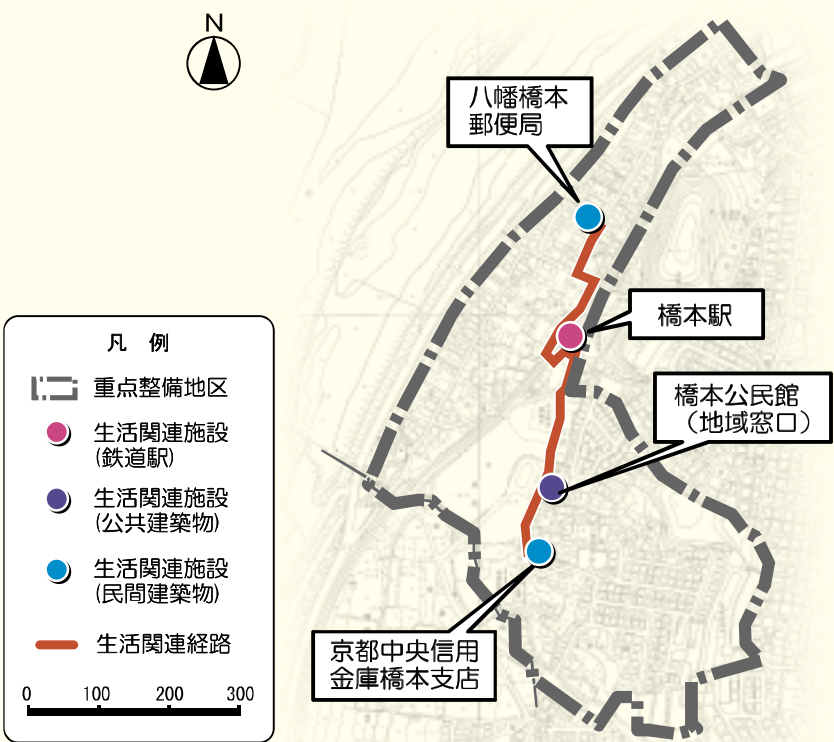 N
八幡橋本
郵便局
橋本駅
橋本公民館
（地域窓口）
京都中央信用
金庫橋本支店
凡 例
重点整備地区
生活関連施設
(鉄道駅)
生活関連施設
(公共建築物)
生活関連施設
(民間建築物)
生活関連経路
0 100 200 300